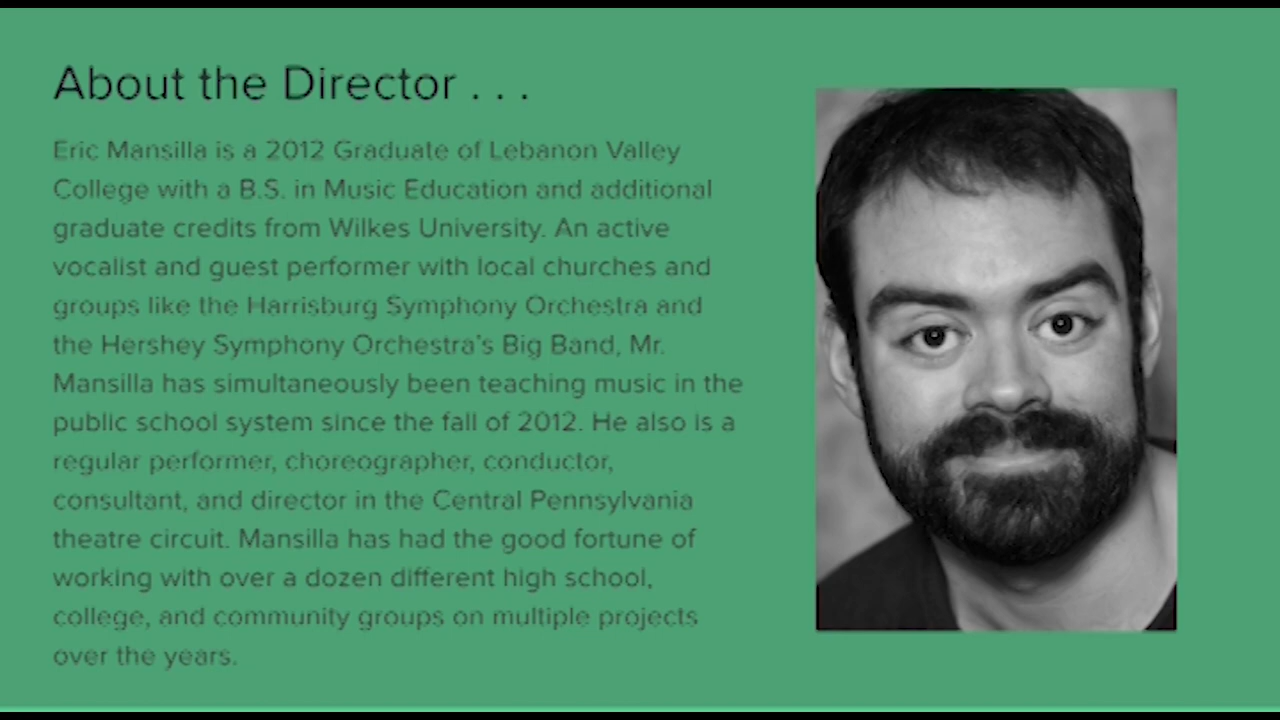 About the Director . . .
Eric Mansilla is a 2012 Graduate of Lebanon Valley
College with a B.S. in Music Education and additional
graduate credits from Wilkes University. An active
vocalist and guest performer with local churches and
groups like the Harrisburg Symphony Orchestra and
the Hershey Symphony Orchestra’s Big Band, Mr.
Mansilla has simultaneously been teaching music in the
public school system since the fall of 2012. He also is a
regular performer, choreographer, conductor,
consultant, and director in the Central Pennsylvania
theatre circuit. Mansilla has had the good fortune of
working with over a dozen different high school,
college, and community groups on multiple projects
over the years.